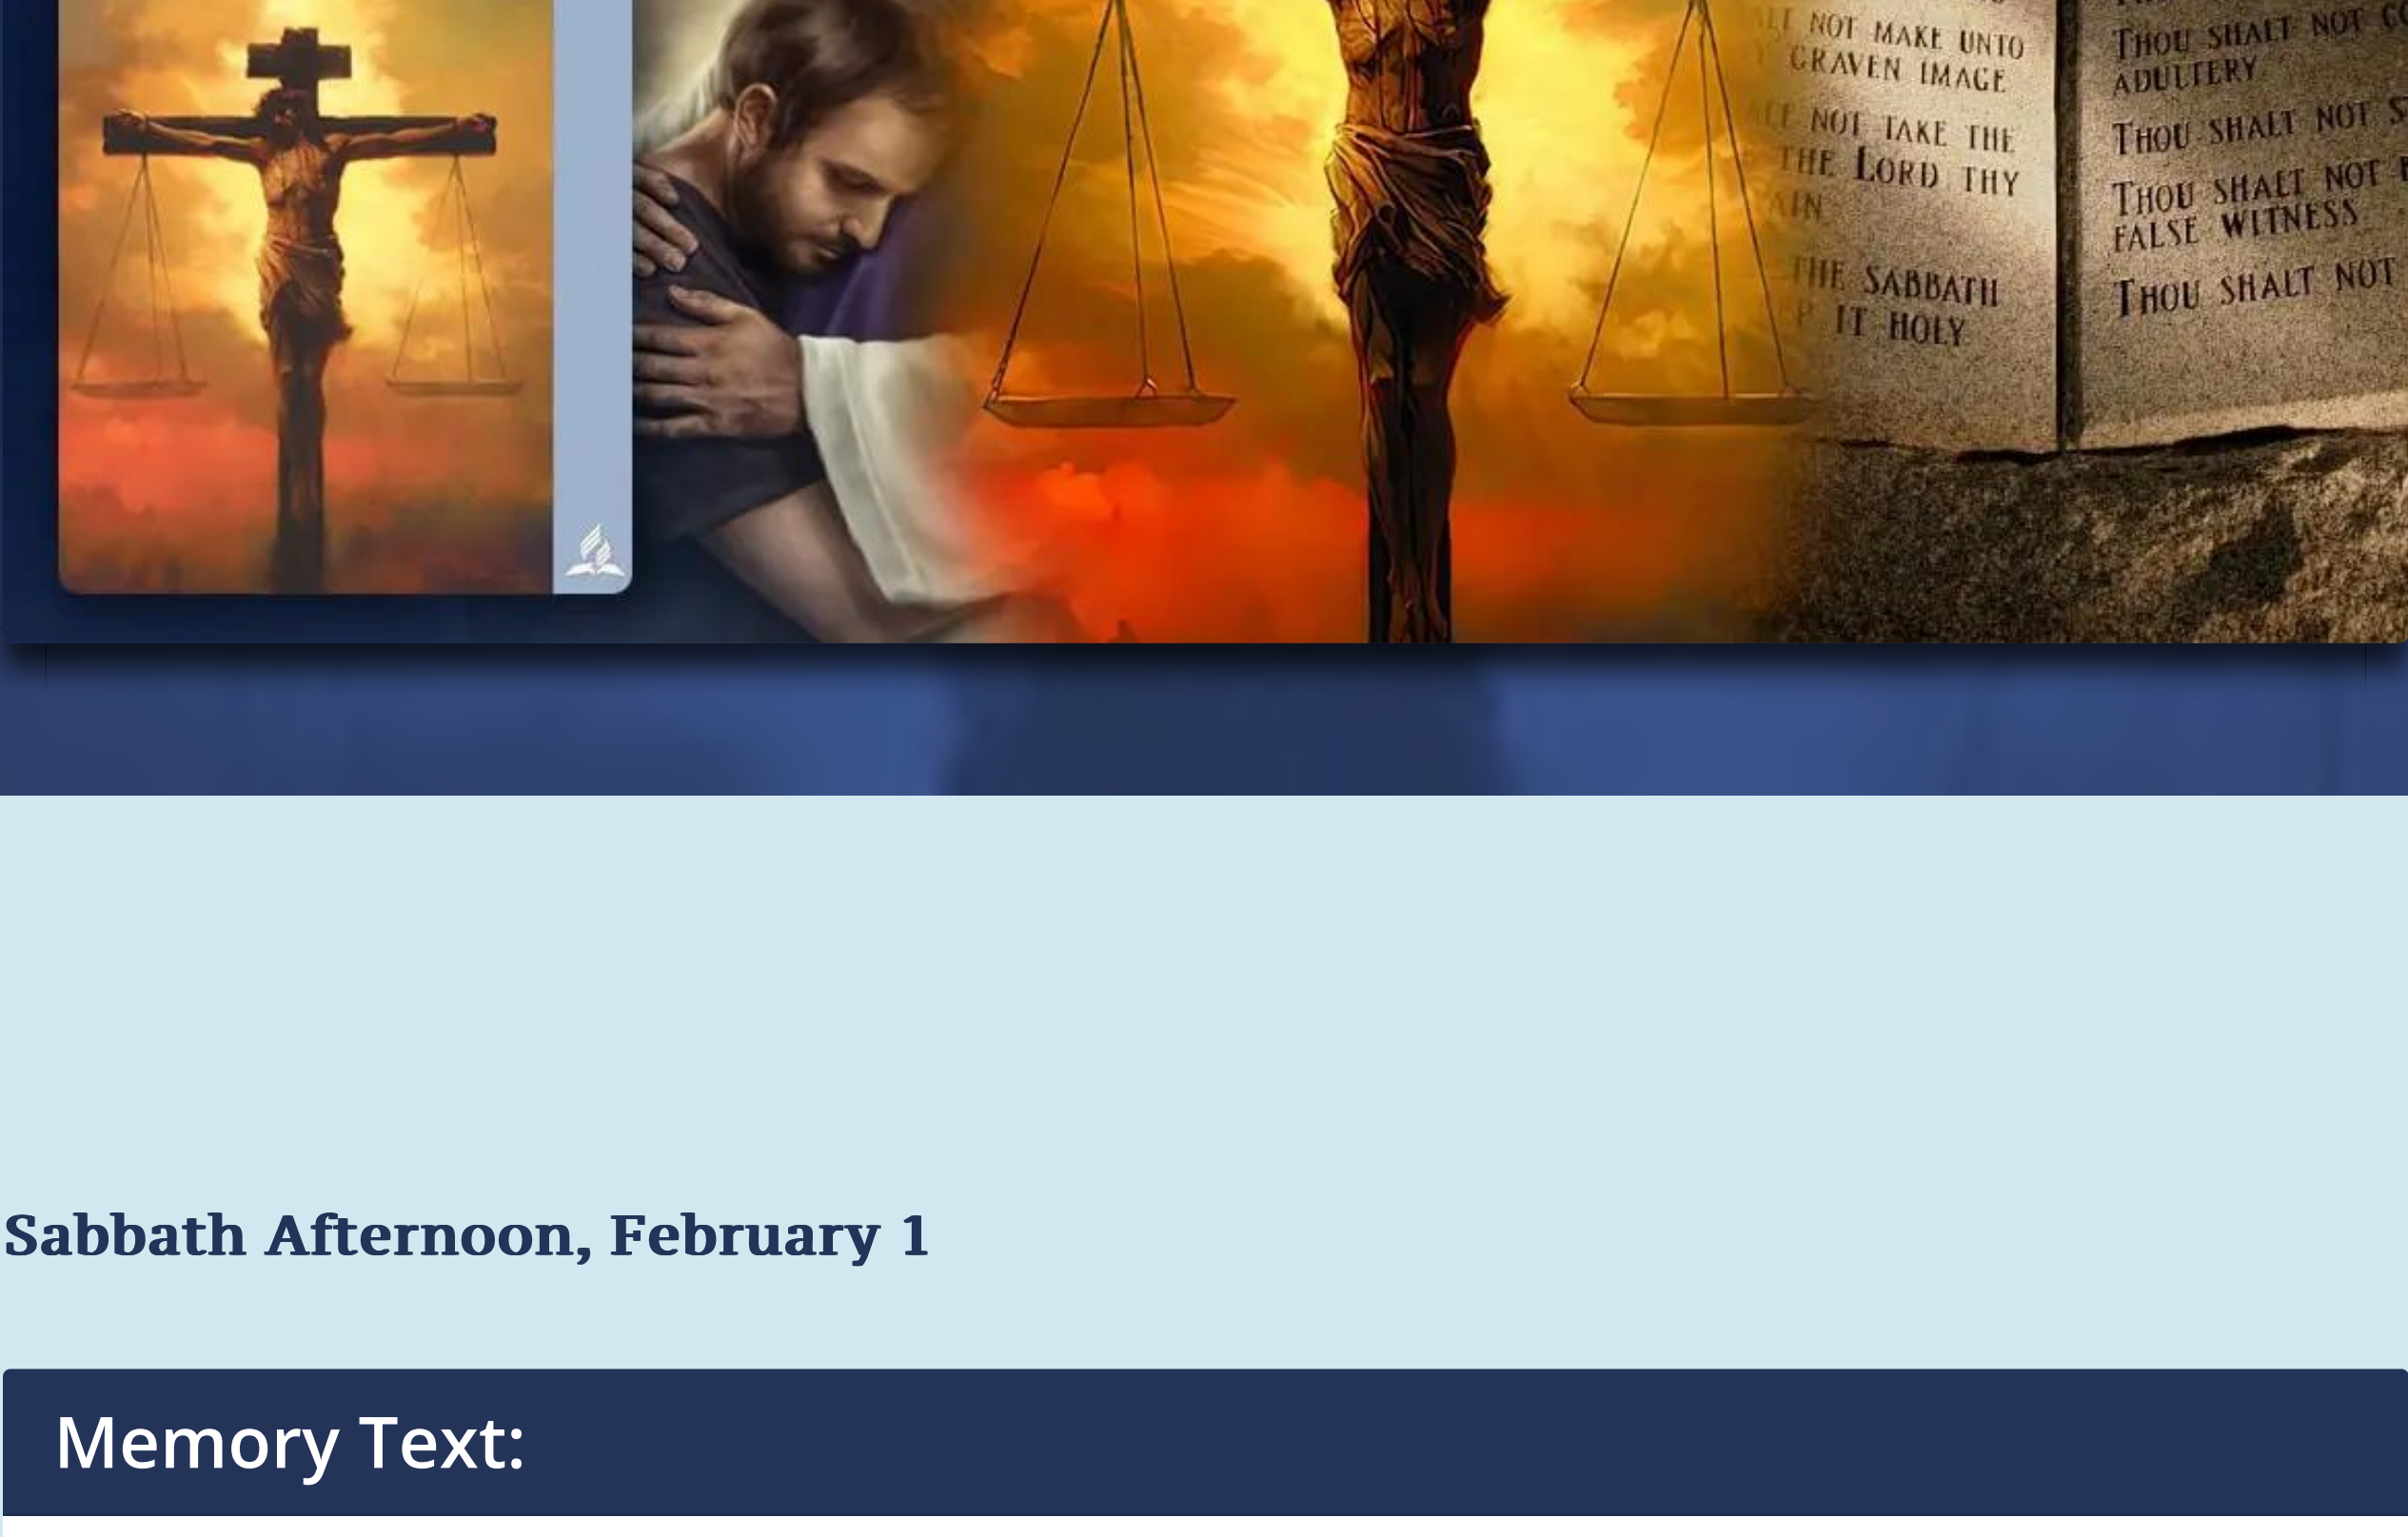 NOT MAKE UNTO
GRAVEN IMAGE
NOT TAKE THE
THE LORD THY
THE SABBATH
IT HOLY
THOU SHALT NOT
ADULTERY
THOU SHALT NOT
THOU SHALT NOT
FALSE WITNESS
THOU SHALT NOT
Sabbath Afternoon, February 1
Memory Text: